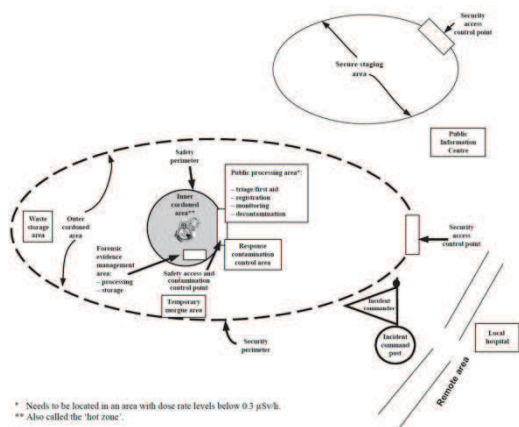 Security
access
control point
Secure staging
area
Public
Information
Centre
Safety
perimeter
Public processing area*:
– triage/first aid
– registration
– monitoring
– decontamination
Inner
cordoned
area**
Waste
storage
area
Outer
cordoned
area
Forensic
evidence
management
area:
– processing
– storage
Safety access and
contamination
control point
Response
contamination
control area
Temporary
morgue area
Security
perimeter
Security
access
control point
Incident
commander
Incident
command
post
Local
hospital
Remote area
* Needs to be located in an area with dose rate levels below 0.3 µSv/h.
** Also called the ‘hot zone’.